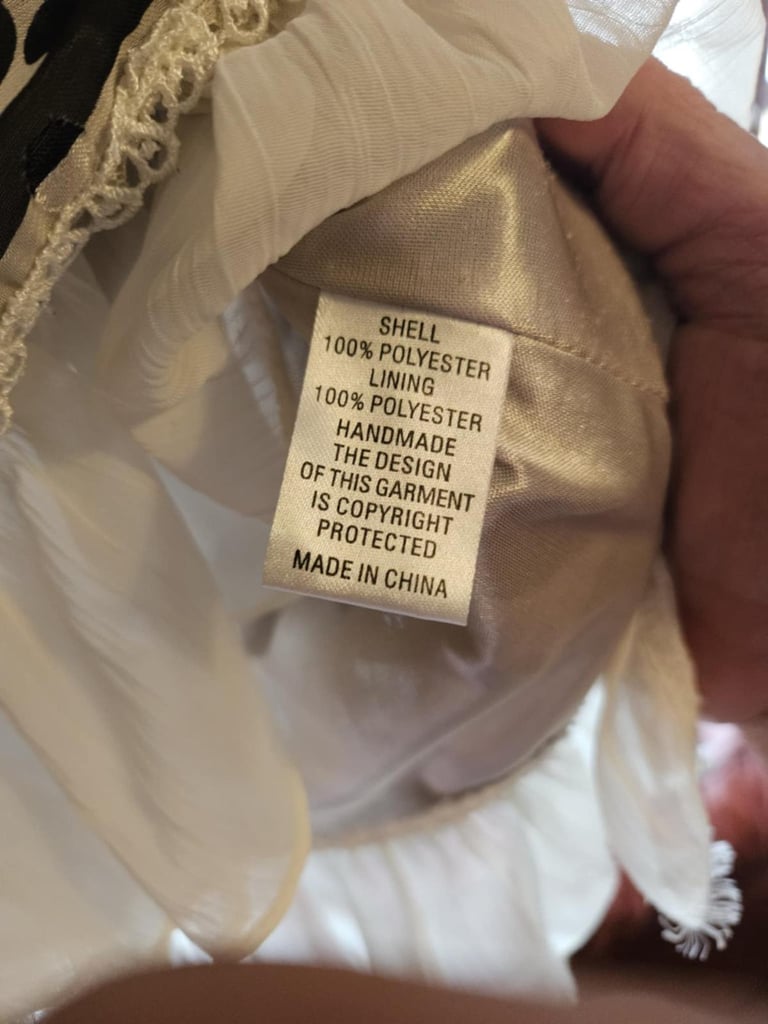 SHELL
100% POLYESTER
LINING
100% POLYESTER
HANDMADE
THE DESIGN
OF THIS GARMENT
IS COPYRIGHT
PROTECTED
MADE IN CHINA